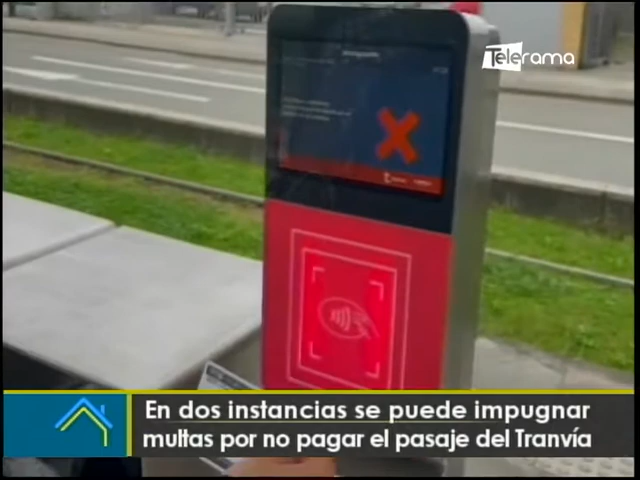 Telerama
En dos instancias se puede impugnar
multas por no pagar el pasaje del Tranvía